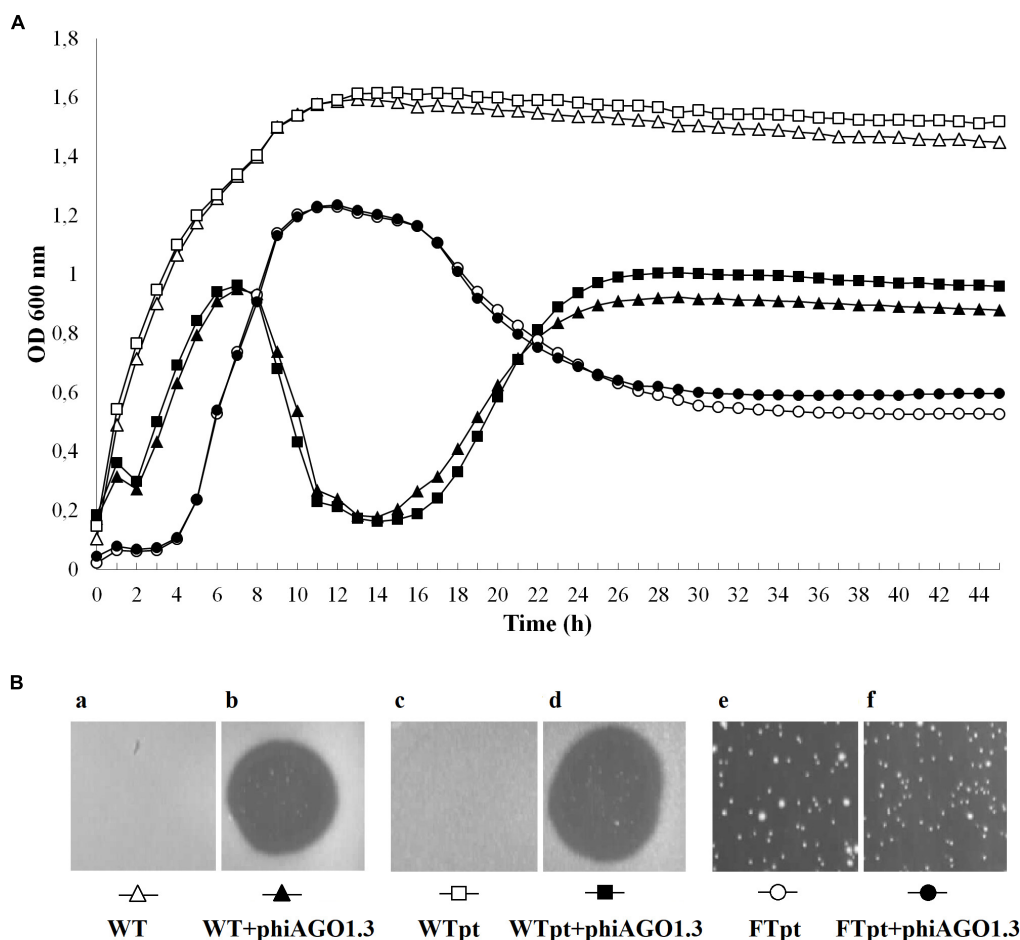 A
1,8
1,6
1,4
1,2
1
0,8
0,6
0,4
0,2
0
OD 600 nm
0 2 4 6 8 10 12 14 16 18 20 22 24 26 28 30 32 34 36 38 40 42 44
Time (h)
B
a b c d e f
WT WT+phiAGO1.3 WTpt WTpt+phiAGO1.3 FTpt FTpt+phiAGO1.3